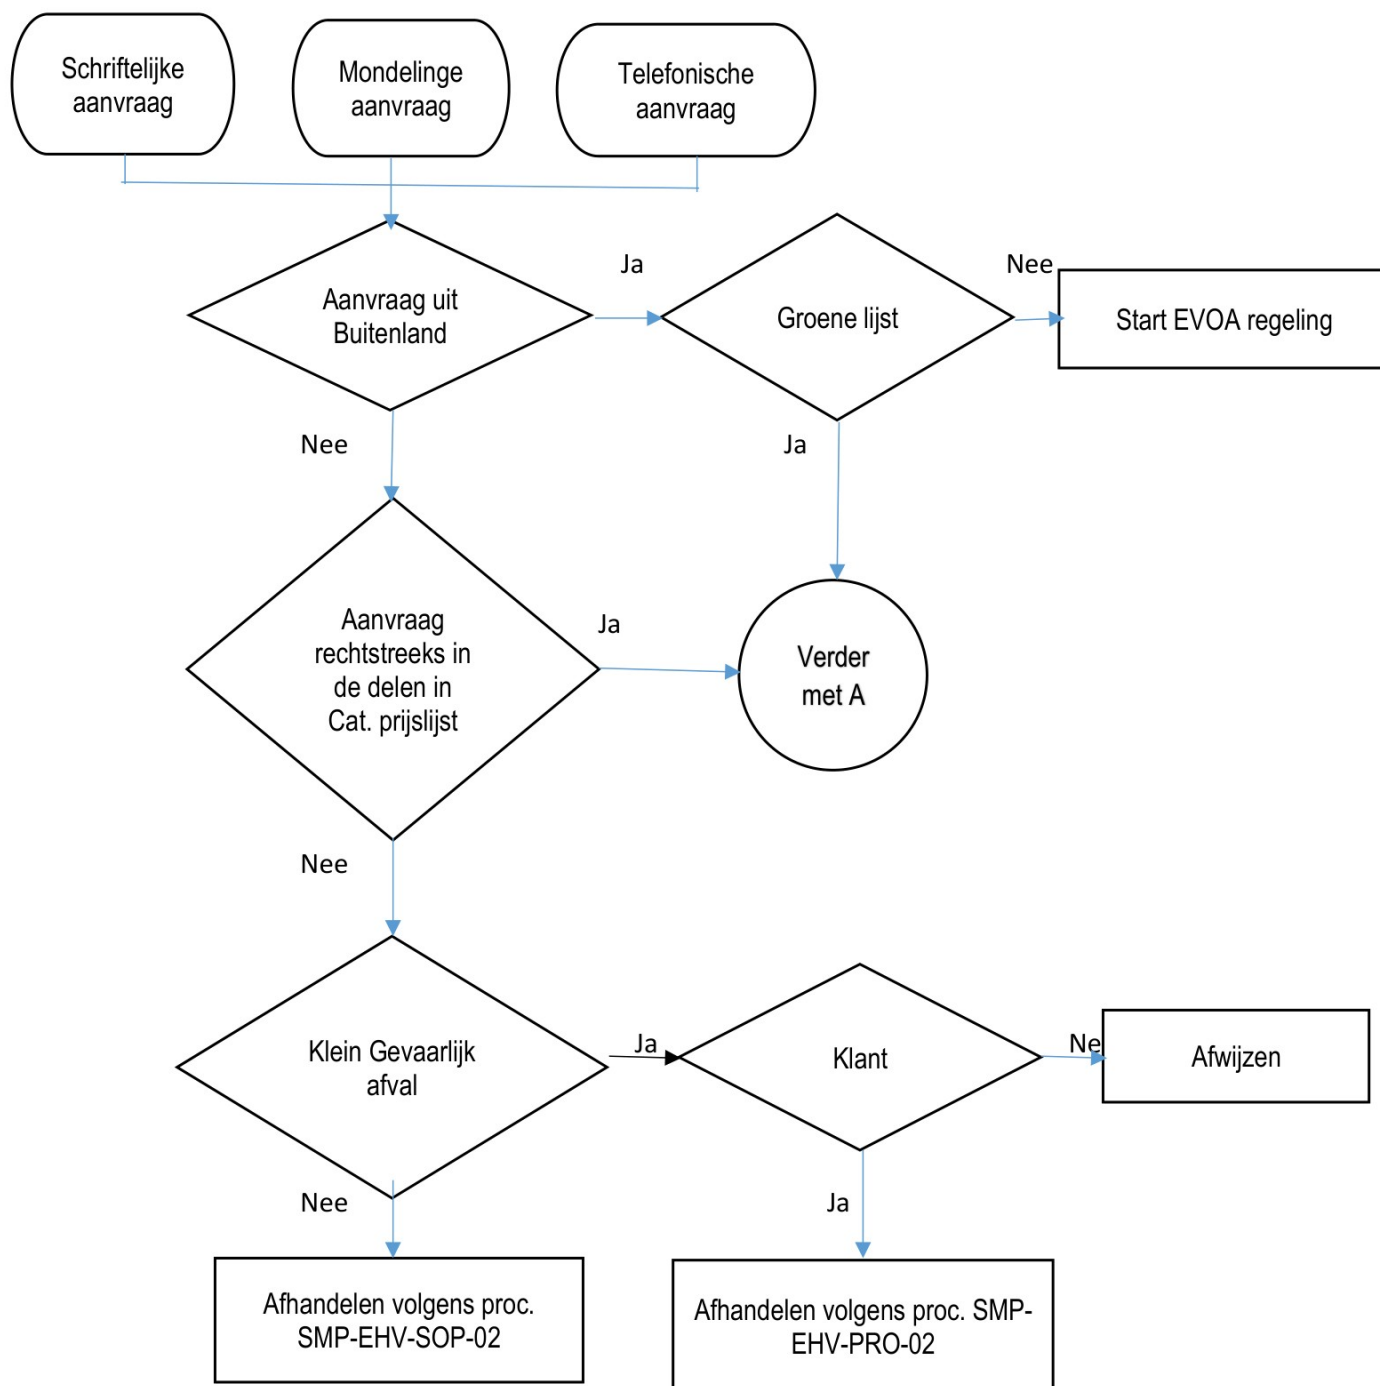 Schriftelijke
aanvraag
Mondelinge
aanvraag
Telefonische
aanvraag
Aanvraag uit
Buitenland
Ja
Groene lijst
Nee
Start EVOA regeling
Nee
Ja
Aanvraag
rechtstreeks in
de delen in
Cat. prijslijst
Ja
Verder
met A
Nee
Klein Gevaarlijk
afval
Ja
Klant
Ne
Afwijzen
Nee
Ja
Afhandelen volgens proc.
SMP-EHV-SOP-02
Afhandelen volgens proc. SMP-
EHV-PRO-02